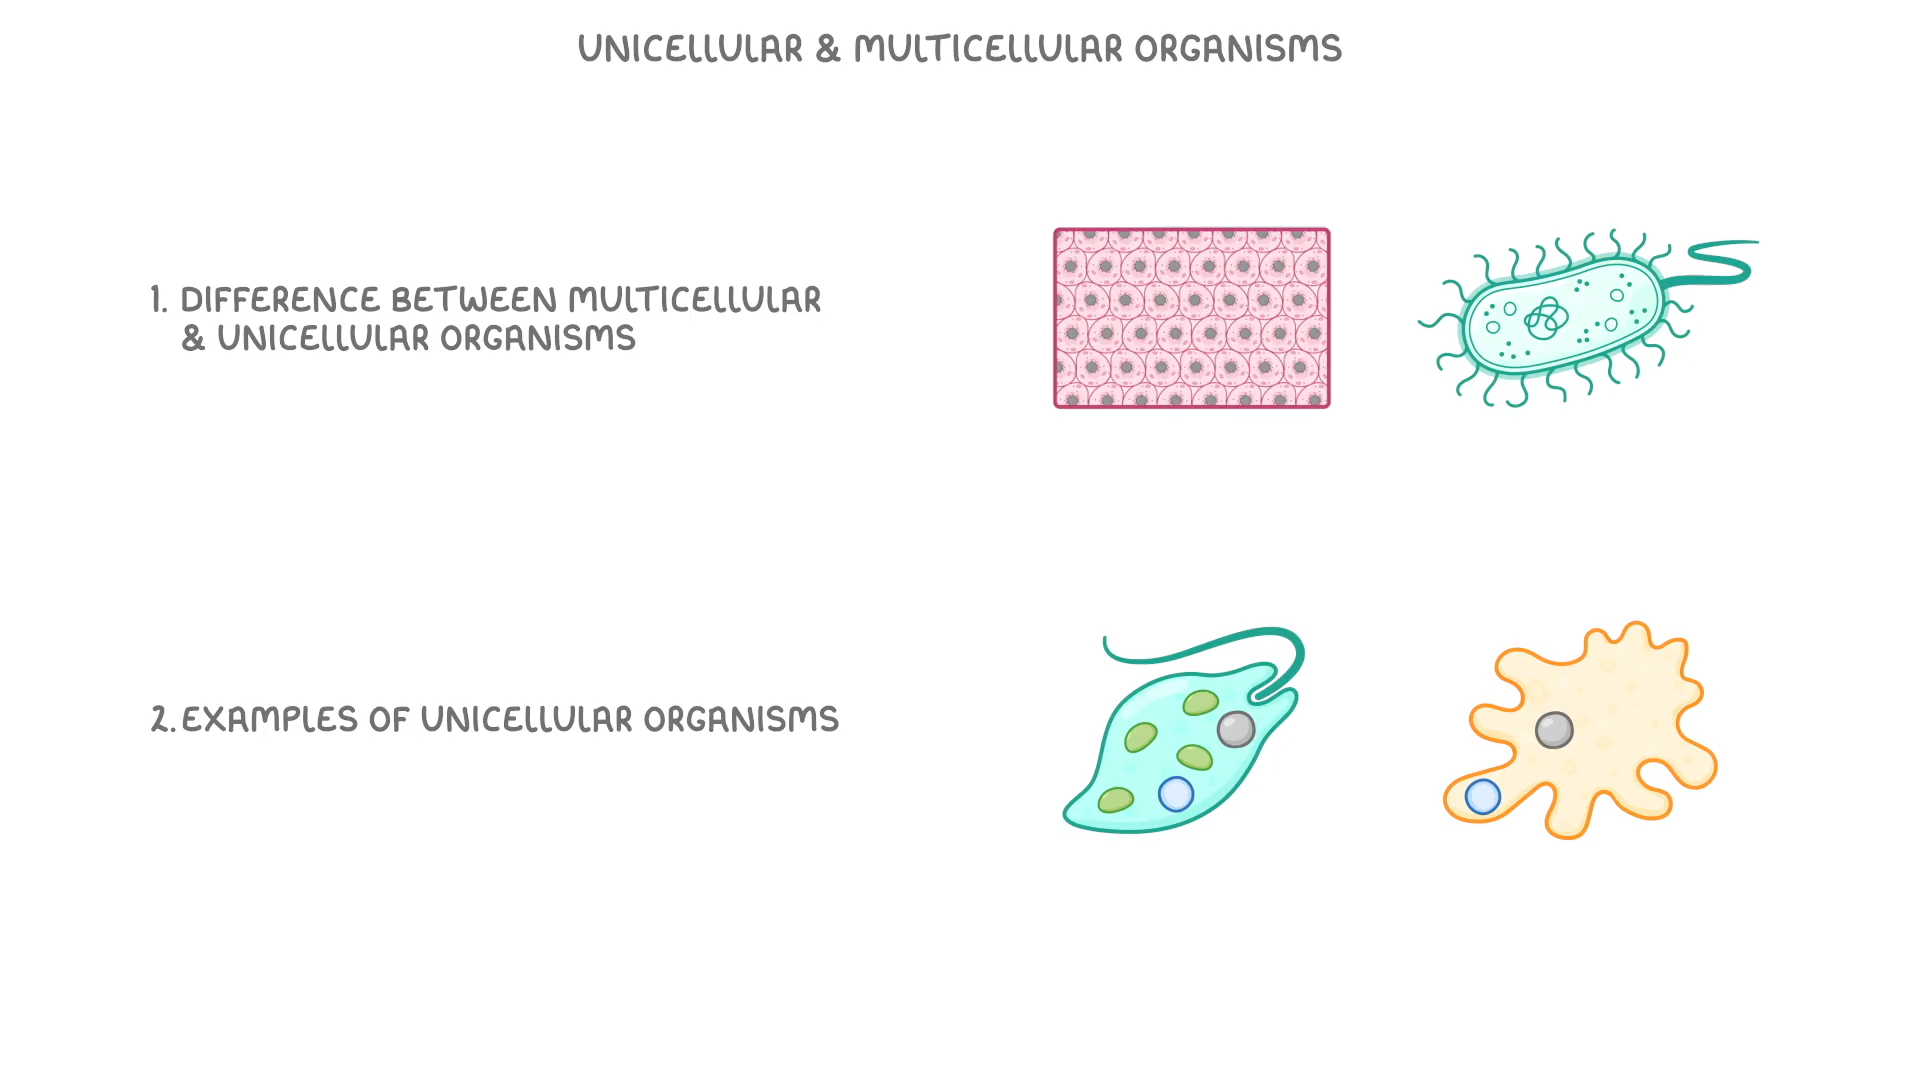 UNICELLULAR & MULTICELLULAR ORGANISMS
1. DIFFERENCE BETWEEN MULTICELLULAR
& UNICELLULAR ORGANISMS
2. EXAMPLES OF UNICELLULAR ORGANISMS